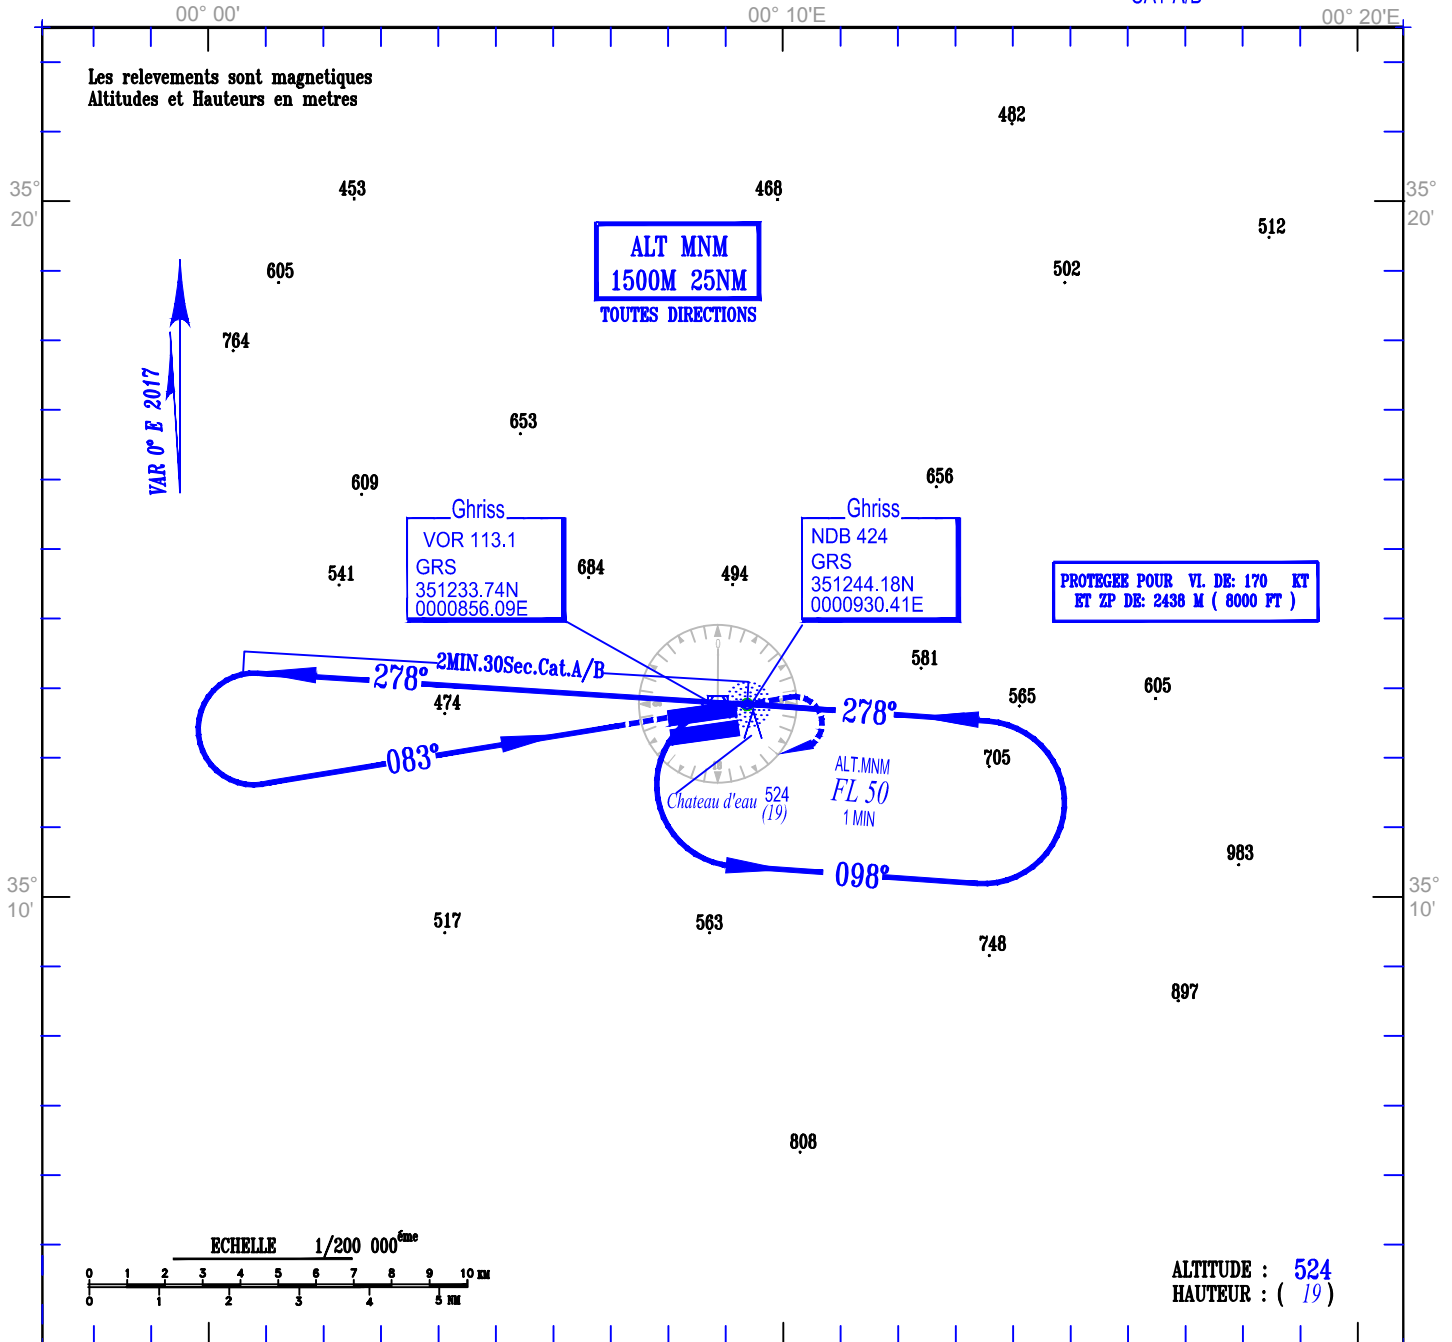 00° 00'
00° 10'E
00° 20'E
Les relevements sont magnetiques
Altitudes et Hauteurs en metres
482
453
468
35°
20'
35°
20'
512
ALT MNM
1500M 25NM
TOUTES DIRECTIONS
605
502
764
VAR 0° E 2017
653
609
656
Ghriss
VOR 113.1
GRS
351233.74N
0000856.09E
Ghriss
NDB 424
GRS
351244.18N
0000930.41E
541
684
494
PROTEGEE POUR VI. DE: 170 KT
ET ZP DE: 2438 M ( 8000 FT )
0
2MIN.30Sec.Cat.A/B
581
278°
474
278°
565
605
083°
705
ALT.MNM
FL 50
1 MIN
Chateau d'eau 524
(19)
983
098°
35°
10'
35°
10'
517
563
748
897
808
ECHELLE 1/200 000éme
0 1 2 3 4 5 6 7 8 9 10 KM
0 1 2 3 4 5 NM
ALTITUDE : 524
HAUTEUR : ( 19 )